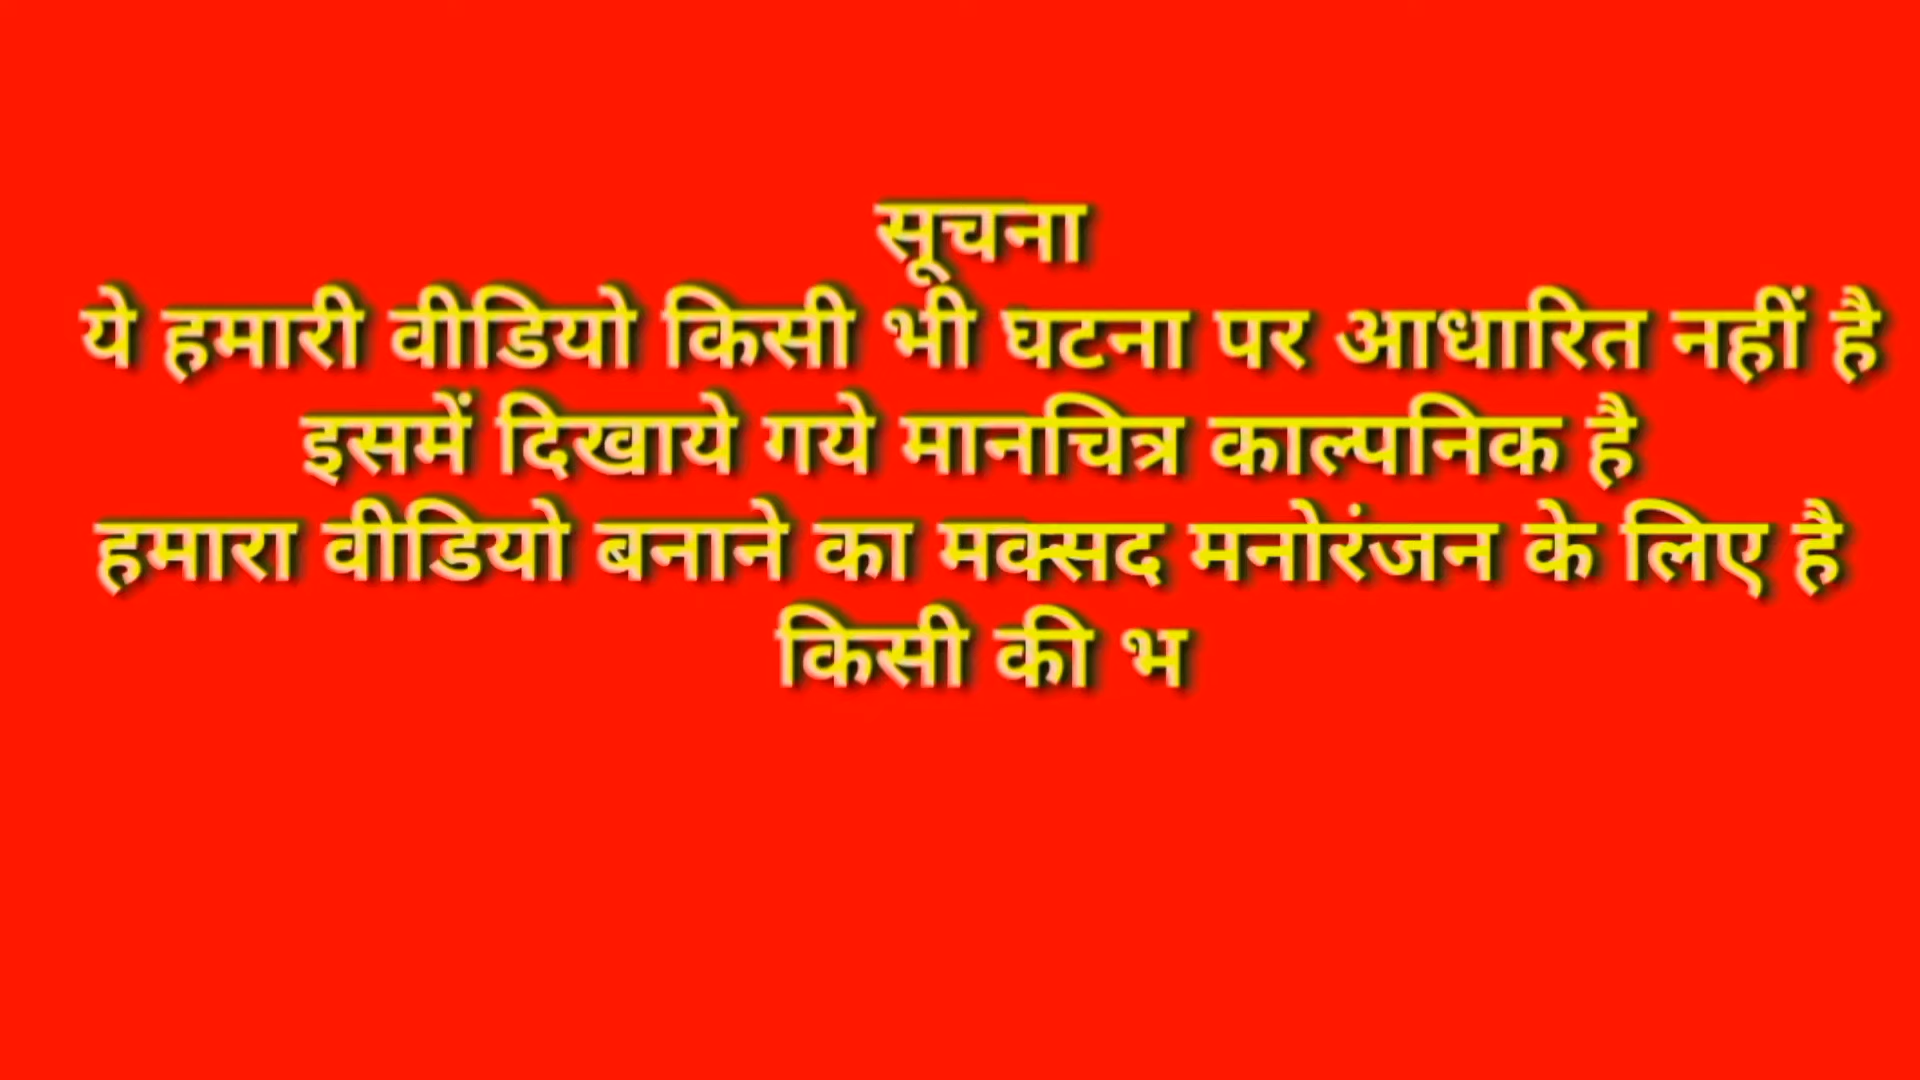 सूचना
ये हमारी वीडियो किसी भी घटना पर आधारित नहीं है
इसमें दिखाये गये मानचित्र काल्पनिक है
हमारा वीडियो बनाने का मक्सद मनोरंजन के लिए है
किसी की भ